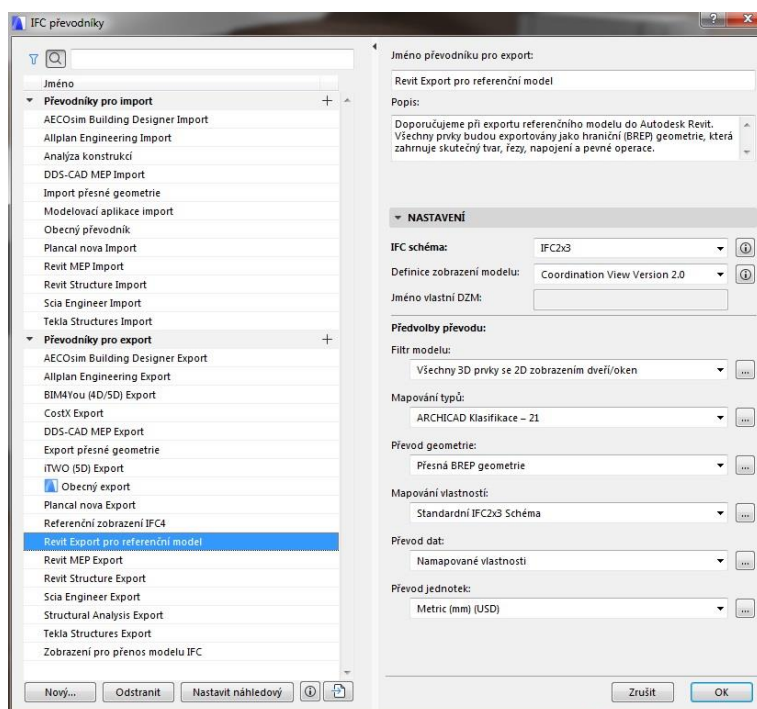 IFC převodníky
Jméno
Převodníky pro import
AECOsim Building Designer Import
Allplan Engineering Import
Analýza konstrukcí
DDS-CAD MEP Import
Import přesné geometrie
Modelovací aplikace import
Obecný převodník
Plancal nova Import
Revit MEP Import
Revit Structure Import
Scia Engineer Import
Tekla Structures Import
Převodníky pro export
AECOsim Building Designer Export
Allplan Engineering Export
BIM4You (4D/5D) Export
CostX Export
DDS-CAD MEP Export
Export přesné geometrie
iTWO (5D) Export
Obecný export
Plancal nova Export
Referenční zobrazení IFC4
Revit Export pro referenční model
Revit MEP Export
Revit Structure Export
Scia Engineer Export
Structural Analysis Export
Tekla Structures Export
Zobrazení pro přenos modelu IFC
Nový...
Odstranit
Nastavit náhledový
Jméno převodníku pro export:
Revit Export pro referenční model
Popis:
Doporučujeme při exportu referenčního modelu do Autodesk Revit.
Všechny prvky budou exportovány jako hraniční (BREP) geometrie, která
zahrnuje skutečný tvar, řezy, napojení a pevné operace.
NASTAVENÍ
IFC schéma: IFC2x3
Definice zobrazení modelu: Coordination View Version 2.0
Jméno vlastní DZM:
Předvolby převodu:
Filtr modelu:
Všechny 3D prvky se 2D zobrazením dveří/oken
...
Mapování typů:
ARCHICAD Klasifikace – 21
...
Převod geometrie:
Přesná BREP geometrie
...
Mapování vlastností:
Standardní IFC2x3 Schéma
...
Převod dat:
Namapované vlastnosti
...
Převod jednotek:
Metric (mm) (USD)
...
Zrušit
OK